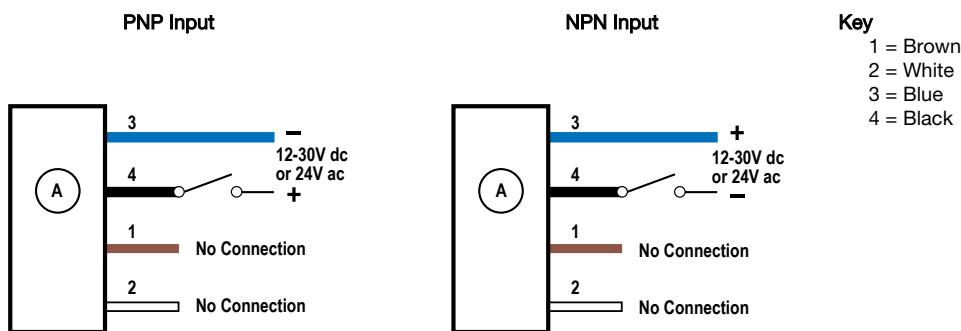 PNP Input
3
−
12-30V dc
or 24V ac
4
+
A
1
No Connection
2
No Connection
NPN Input
3
+
12-30V dc
or 24V ac
4
−
A
1
No Connection
2
No Connection
Key
1 = Brown
2 = White
3 = Blue
4 = Black